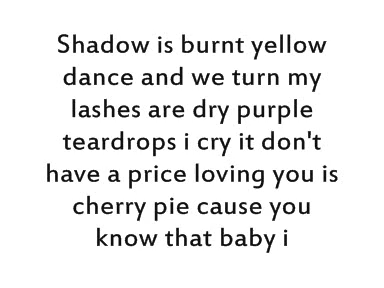 Shadow is burnt yellow
dance and we turn my
lashes are dry purple
teardrops i cry it don't
have a price loving you is
cherry pie cause you
know that baby i